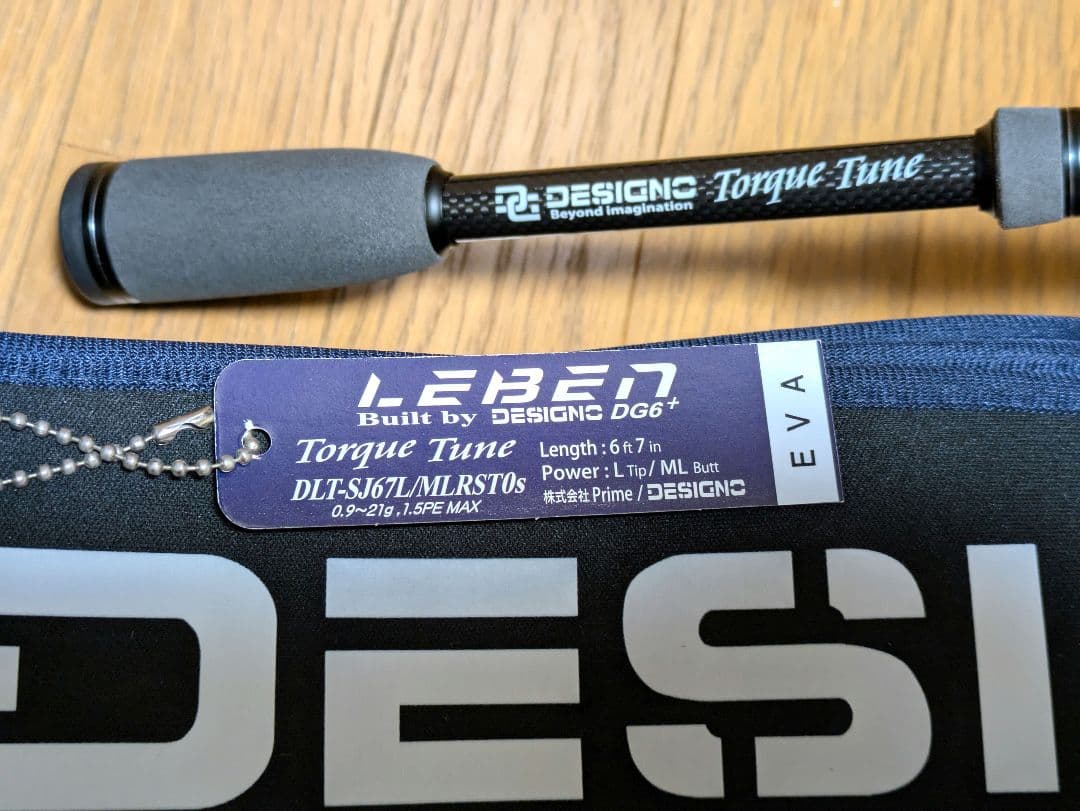 DG DESIGNO Torque Tune
Beyond Imagination
LEBEN
Built by DESIGNO DG6+
Torque Tune
DLT-SJ67L/MLRST0s
0.9~21g ,1.5PE MAX
Length : 6 ft 7 in
Power : L Tip / ML Butt
株式会社 Prime / DESIGNO
EVA
DESI